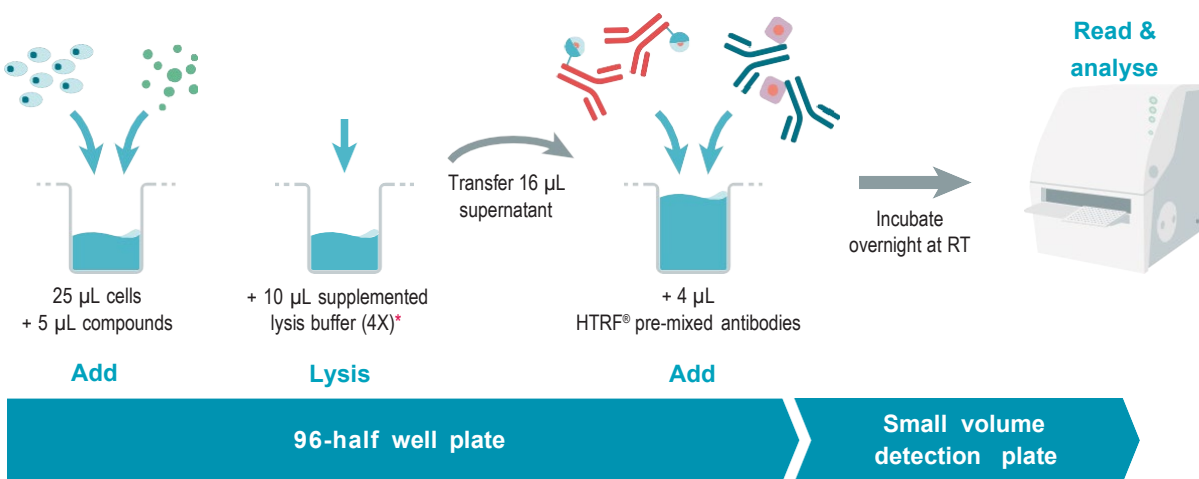 25 µL cells
+ 5 µL compounds
Add
+ 10 µL supplemented
lysis buffer (4X)*
Lysis
Transfer 16 µL
supernatant
+ 4 µL
HTRF® pre-mixed antibodies
Add
Incubate
overnight at RT
Read &
analyse
96-half well plate
Small volume
detection plate